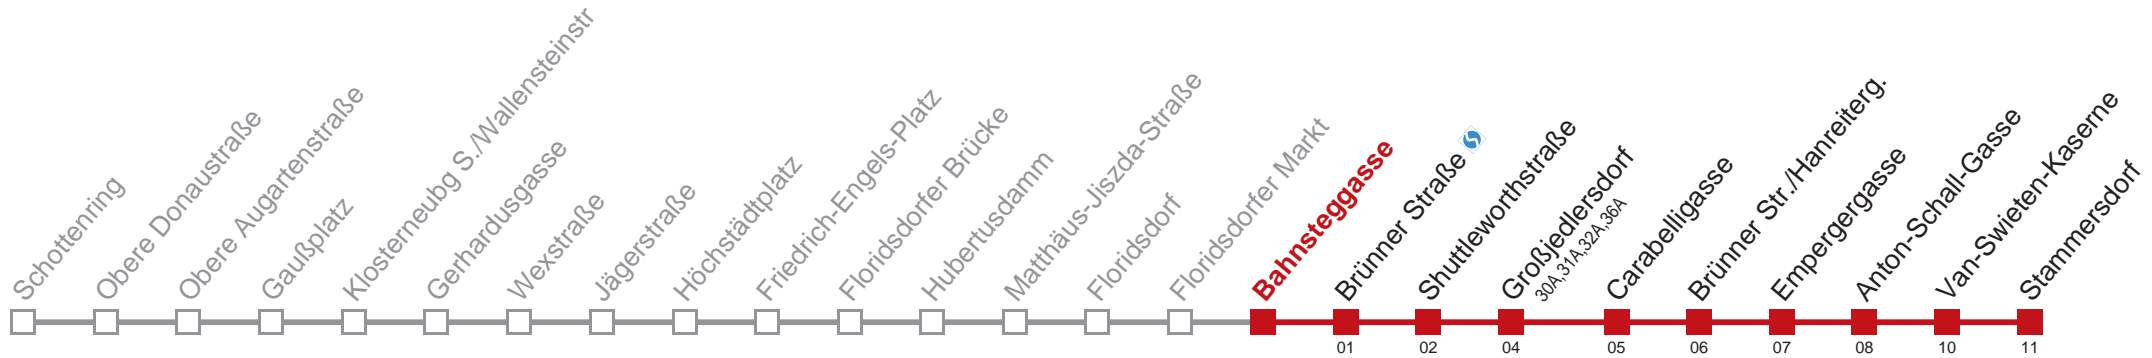 Schottenring
Obere Donaustraße
Obere Augartenstraße
Gaußplatz
Klosterneubg S./Wallensteinstr
Gerhardusgasse
Wexstraße
Jägerstraße
Höchstädtplatz
Friedrich-Engels-Platz
Floridsdorfer Brücke
Hubertusdamm
Matthäus-Jiszda-Straße
Floridsdorf
Floridsdorfer Markt
Bahnsteggasse
Brünner Straße
Shuttleworthstraße
Großjedlersdorf
30A,31A,32A,36A
Carabelligasse
Brünner Str./Hanreiterg.
Empergergasse
Anton-Schall-Gasse
Van-Swieten-Kaserne
Stammersdorf
01 02 04 05 06 07 08 10 11